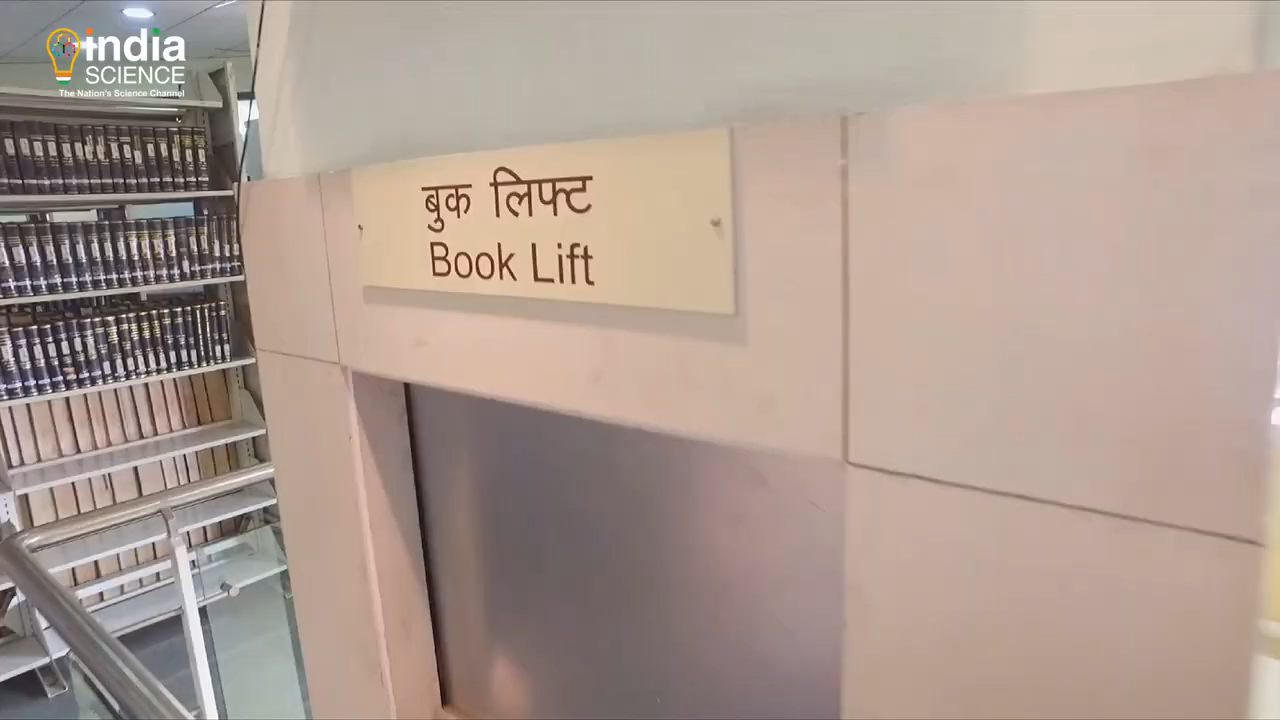 india
SCIENCE
The Nation's Science Channel
बुक लिफ्ट
Book Lift